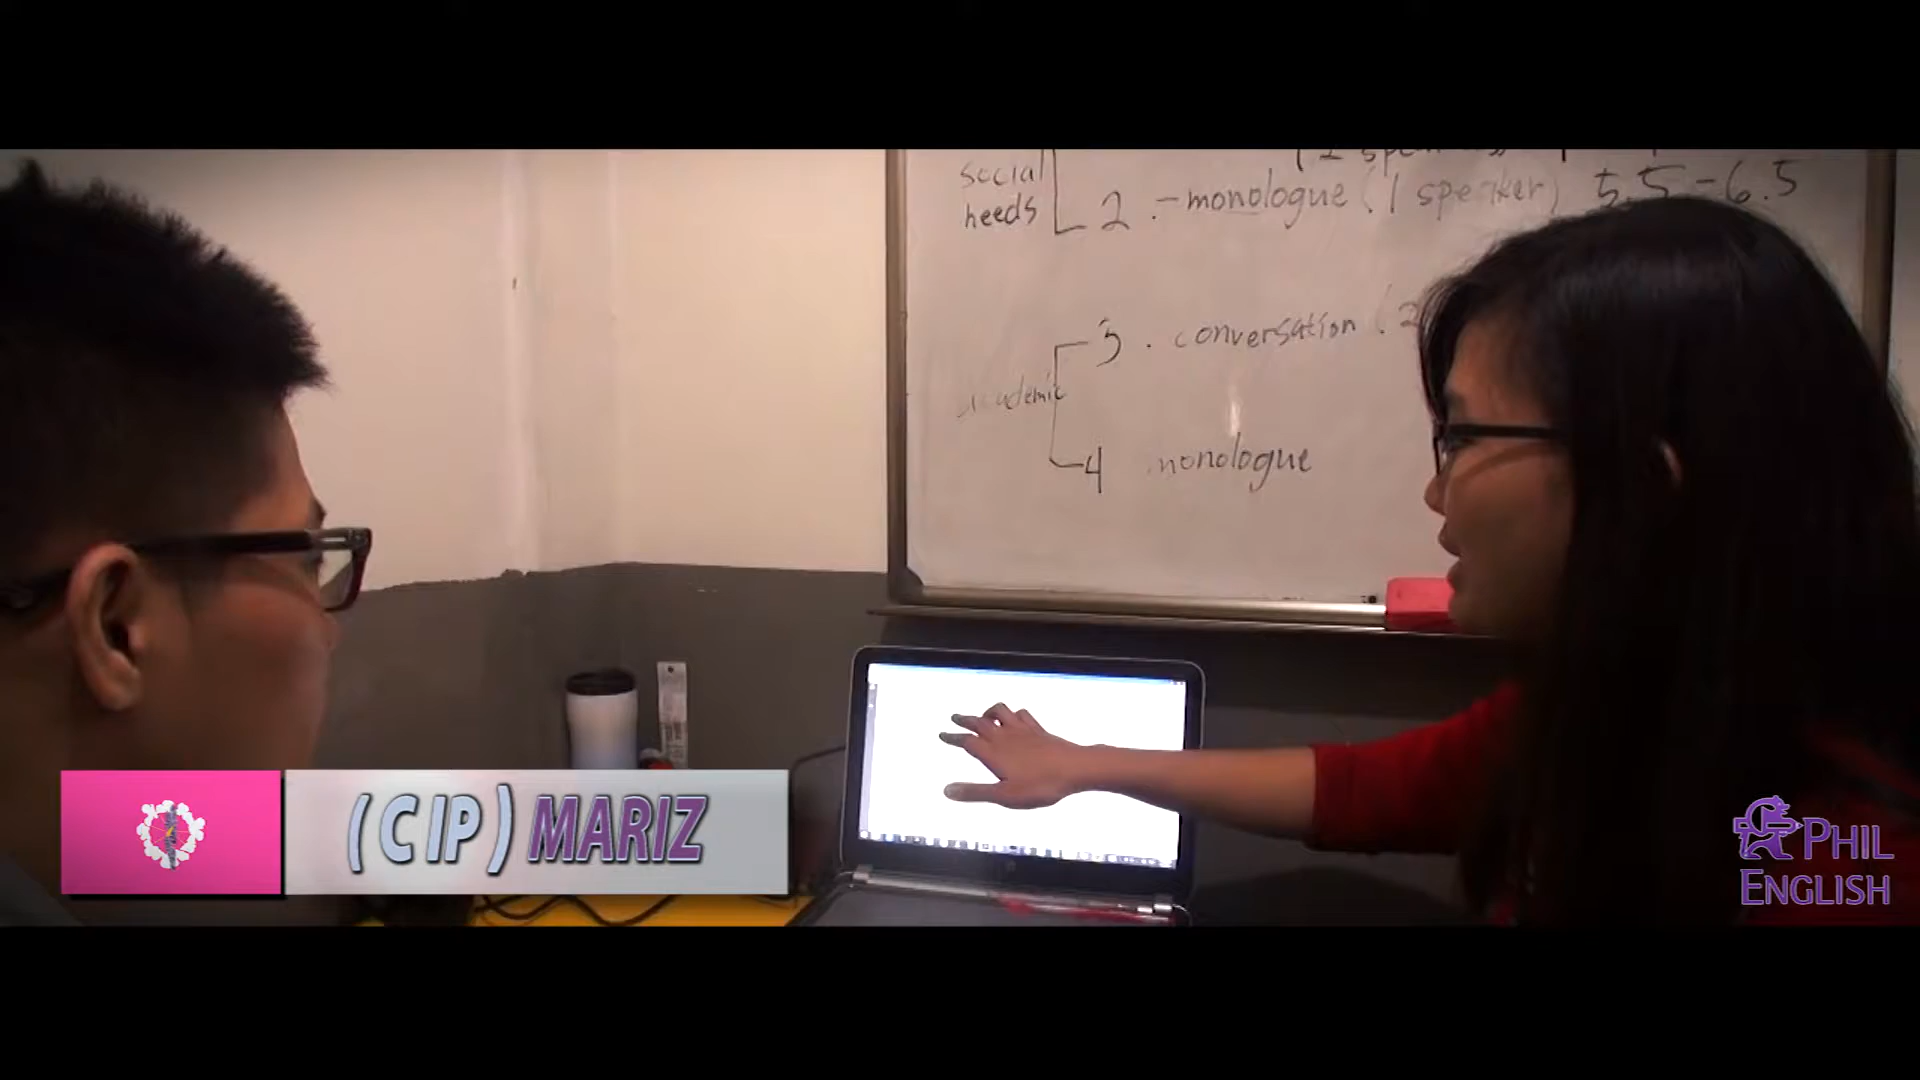 social
needs
2. - monologue (1 speaker) 5.5-6.5
3. conversation (2
academic
4 monologue
(CIP) MARIZ
PHIL
ENGLISH